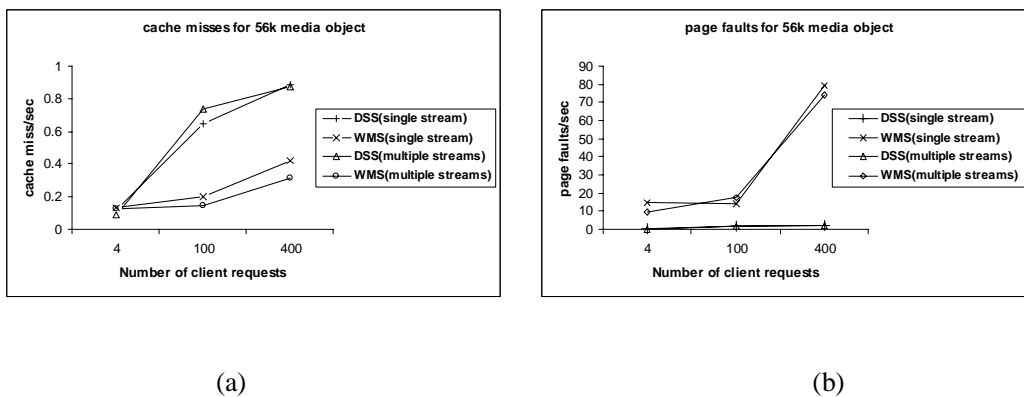 cache misses for 56k media object
1
0.8
0.6
0.4
0.2
0
cache miss/sec
4
100
400
Number of client requests
DSS(single stream)
WMS(single stream)
DSS(multiple streams)
WMS(multiple streams)
(a)
page faults for 56k media object
90
80
70
60
50
40
30
20
10
0
page faults/sec
4
100
400
Number of client requests
DSS(single stream)
WMS(single stream)
DSS(multiple streams)
WMS(multiple streams)
(b)